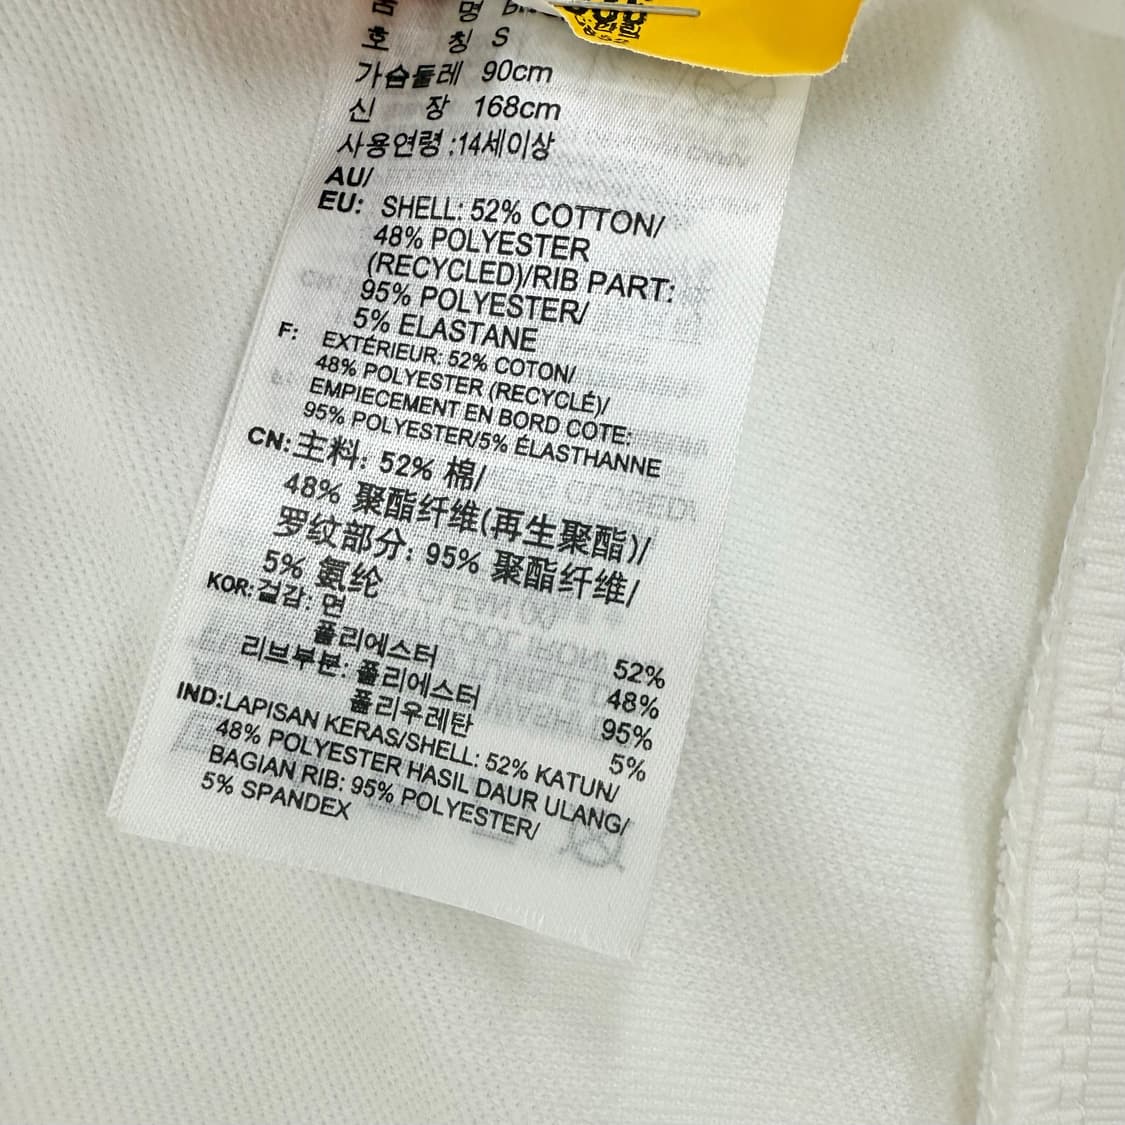 명
호 칭 S
가슴둘레 90cm
신 장 168cm
사용연령 :14세이상
AU/
EU: SHELL: 52% COTTON/
48% POLYESTER
(RECYCLED)/RIB PART:
95% POLYESTER/
5% ELASTANE
F: EXTÉRIEUR: 52% COTON/
48% POLYESTER (RECYCLÉ)/
EMPIECEMENT EN BORD COTE:
95% POLYESTER/5% ÉLASTHANNE
CN: 主料: 52% 棉/
48% 聚酯纤维(再生聚酯)/
罗纹部分: 95% 聚酯纤维/
5% 氨纶
KOR: 겉감: 면 52%
폴리에스터 48%
리브부분: 폴리에스터 95%
폴리우레탄 5%
IND:LAPISAN KERAS/SHELL: 52% KATUN/
48% POLYESTER HASIL DAUR ULANG/
BAGIAN RIB: 95% POLYESTER/
5% SPANDEX